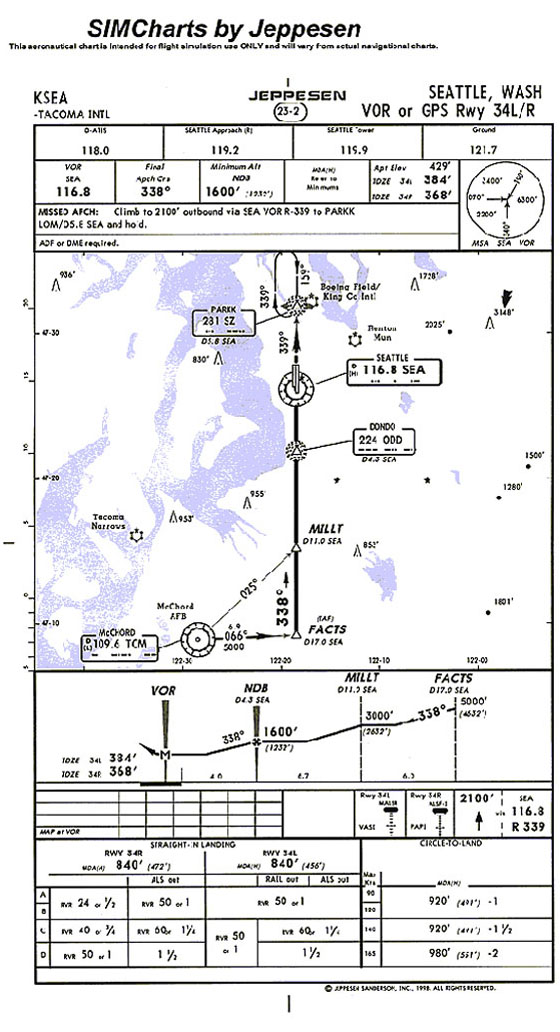 SIMCharts by Jeppesen
This aeronautical chart is intended for flight simulation use ONLY and will vary from actual navigational charts.
KSEA JEPPESEN SEATTLE, WASH
-TACOMA INTL 23-2 VOR or GPS Rwy 34L/R
SEATTLE Approach (R) SEATTLE Tower Ground
118.0 119.2 119.9 121.7
VOR Final Minimum Alt MDA(H) Apt Elev 429'
SEA Apch Crs NDB Refer to TDZE 34L 384'
116.8 338° 1600' (1232') Minimums TDZE 34R 368'
MISSED APCH: Climb to 2100' outbound via SEA VOR R-339 to PARKK
LOM/D5.8 SEA and hold.
ADF or DME required.
2400'
070°
150°
6300'
2200'
340°
MSA SEA VOR
936'
339°
159°
Boeing Field/
King Co Intl
1728'
3148'
PARKK
281 SZ
D5.8 SEA
47-30
830'
339°
Renton
Mun
2025'
SEATTLE
D
(H) 116.8 SEA
15
DONDO
224 ODD
D4.3 SEA
10
1500'
47-20
1280'
955'
953'
Tacoma
Narrows
5
MILLT
D11.0 SEA
853'
025°
338°
McChord
AFB
1801'
0
47-10
McCHORD
D
(L) 109.6 TCM
6.9
066°
5000
(IAF)
FACTS
D17.0 SEA
5
122-30 122-20 122-10 122-00
VOR NDB MILLT FACTS
D4.3 SEA D11.0 SEA D17.0 SEA
5000'
(4632')
338°
3000'
(2632')
338° 1600'
(1232')
M
TDZE 34L 384'
TDZE 34R 368'
6.7
MAP at VOR
Rwy 34L Rwy 34R 2100' SEA
MALSR ALSF-I via 116.8
VASI PAPI R 339
STRAIGHT-IN LANDING CIRCLE-TO-LAND
RWY 34R RWY 34L
MDA(H) 840' (472') MDA(H) 840' (456')
ALS out RAIL out ALS out Max Kts MDA(H)
A 90
RVR 24 or 1/2 RVR 50 or 1 RVR 50 or 1 920' (491') -1
B 120
C RVR 40 or 3/4 RVR 60 or 1 1/4 RVR 50 or 1 RVR 60 or 1 1/4 140 920' (491') -1 1/2
D RVR 50 or 1 1 1/2 1 1/2 165 980' (551') -2
© JEPPESEN SANDERSON, INC., 1998. ALL RIGHTS RESERVED.